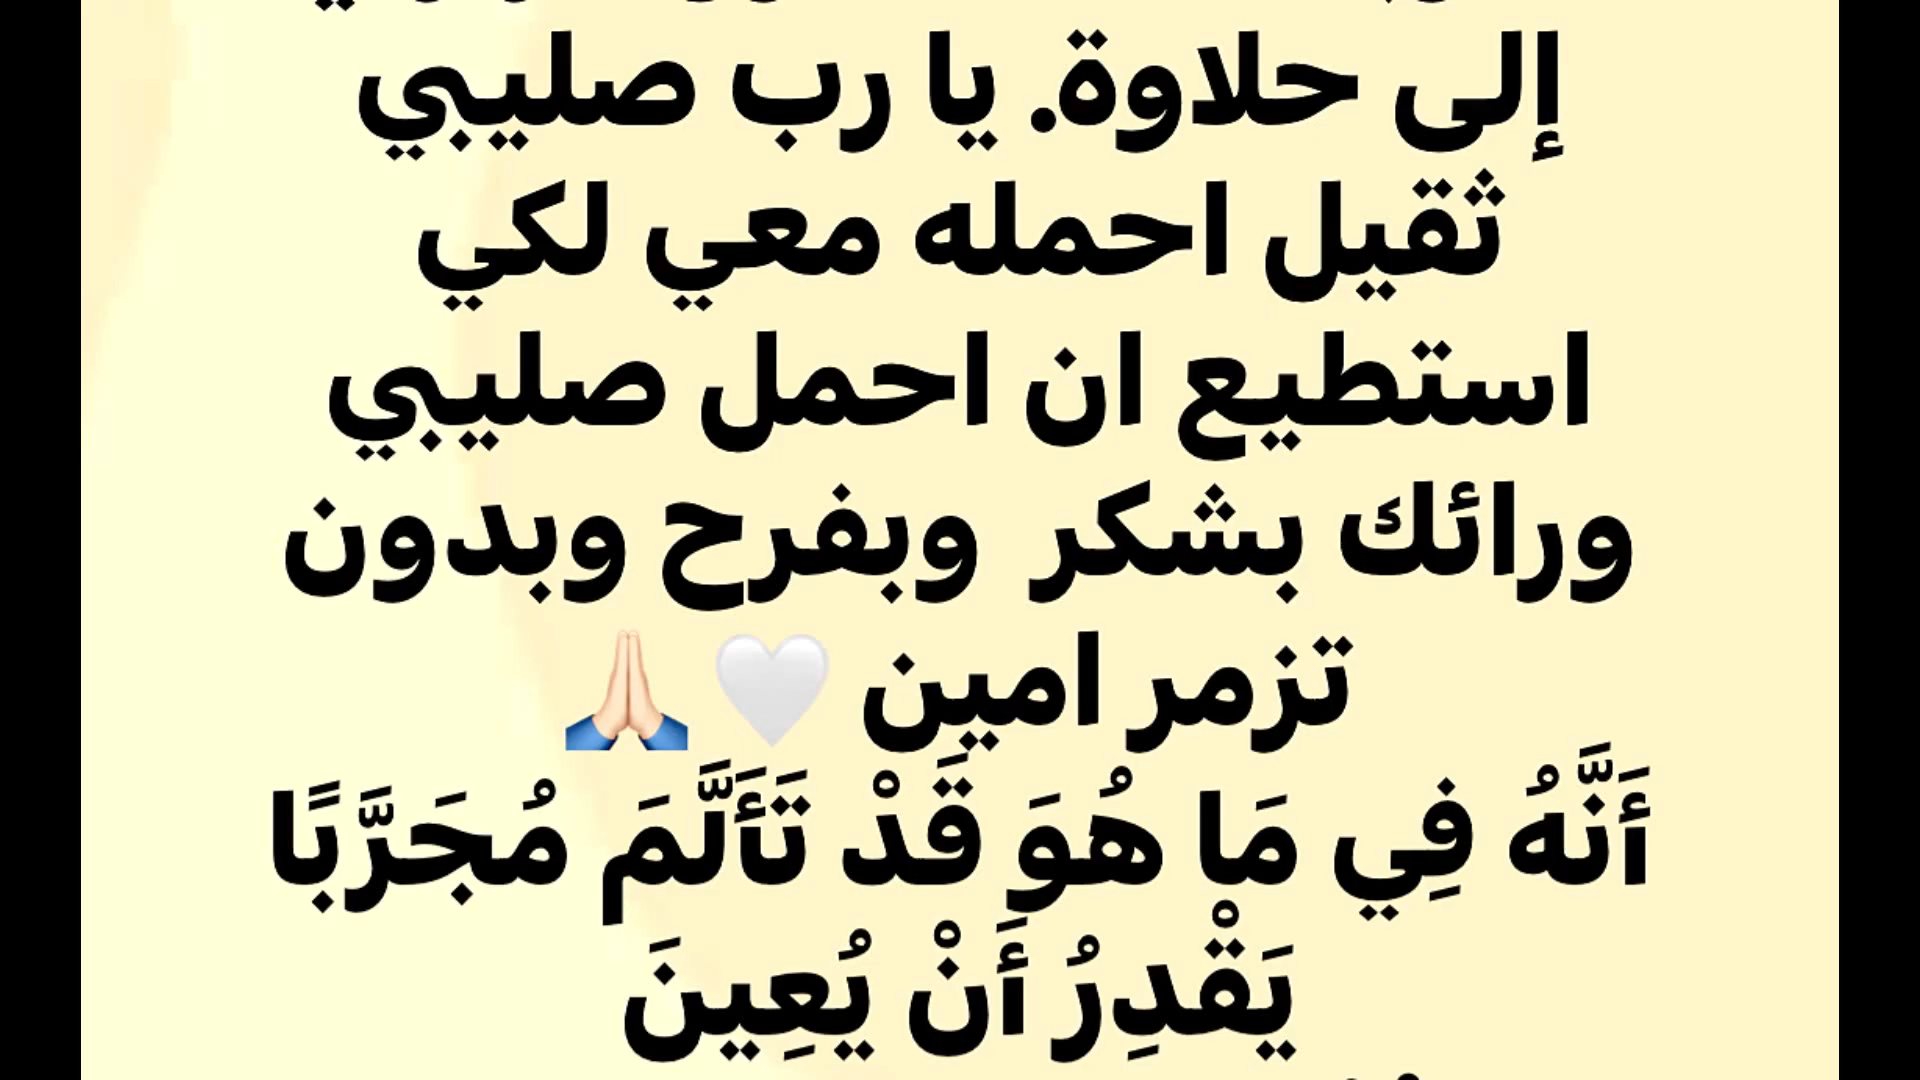 إلى حلاوة. يا رب صليبي
ثقيل احمله معي لكي
استطيع ان احمل صليبي
ورائك بشكر  وبفرح وبدون
تزمر امين 🤍🙏🏻
أَنَّهُ فِي مَا هُوَ قَدْ تَأَلَّمَ مُجَرَّبًا
يَقْدِرُ أَنْ يُعِينَ